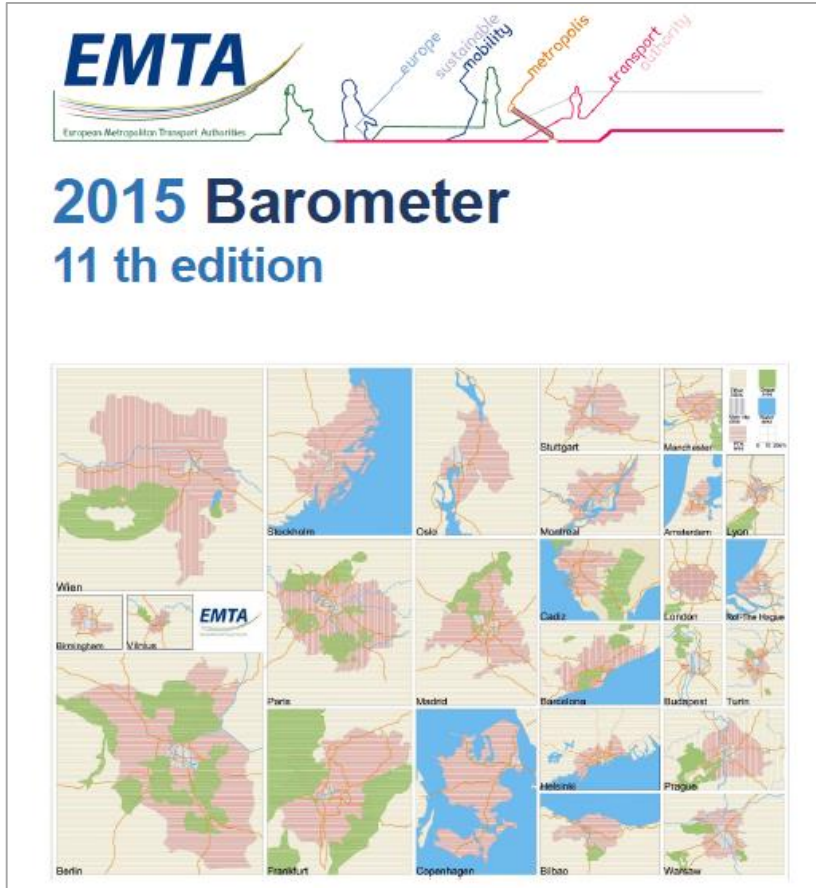 EMTA
European Metropolitan Transport Authorities
europe
sustainable
mobility
metropolis
transport
authority
2015 Barometer
11 th edition
Wien
Stockholm
Oslo
Stuttgart
Manchester
Montreal
Amsterdam
Lyon
Birmingham
Vilnius
EMTA
Paris
Madrid
Cadiz
London
Rot-The Hague
Barcelona
Budapest
Turin
Berlin
Frankfurt
Copenhagen
Helsinki
Prague
Bilbao
Warsaw